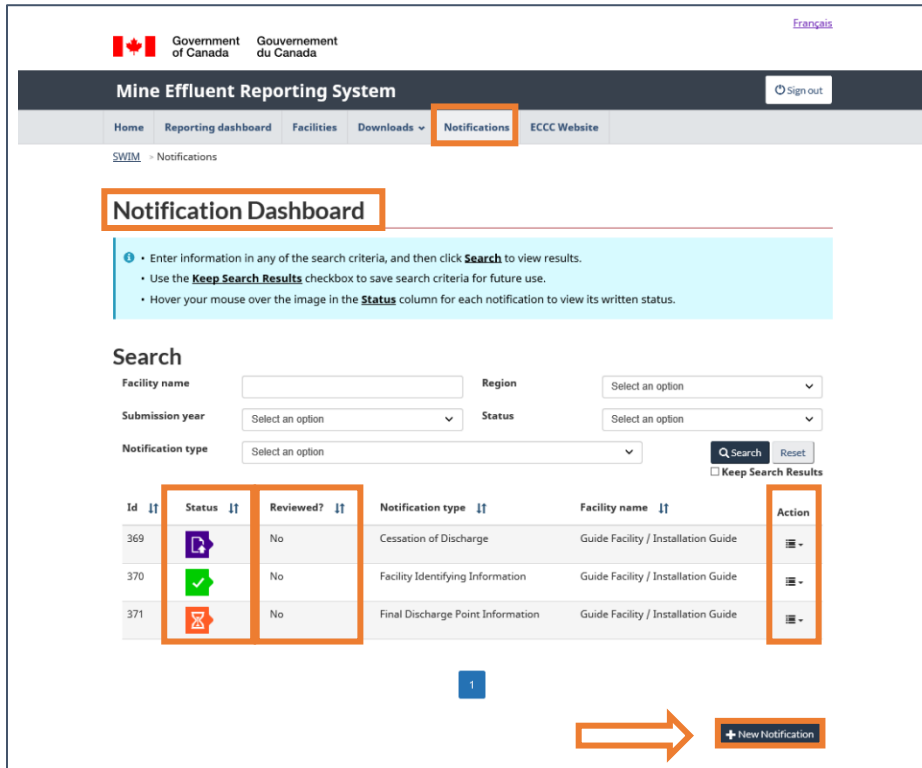 Français
Government Gouvernement
of Canada du Canada
Mine Effluent Reporting System Sign out
Home Reporting dashboard Facilities Downloads Notifications ECCC Website
SWIM > Notifications
Notification Dashboard
• Enter information in any of the search criteria, and then click Search to view results.
• Use the Keep Search Results checkbox to save search criteria for future use.
• Hover your mouse over the image in the Status column for each notification to view its written status.
Search
Facility name Region Select an option
Submission year Select an option Status Select an option
Notification type Select an option Search Reset
Keep Search Results
Id Status Reviewed? Notification type Facility name Action
369 No Cessation of Discharge Guide Facility / Installation Guide
370 No Facility Identifying Information Guide Facility / Installation Guide
371 No Final Discharge Point Information Guide Facility / Installation Guide
1
+ New Notification